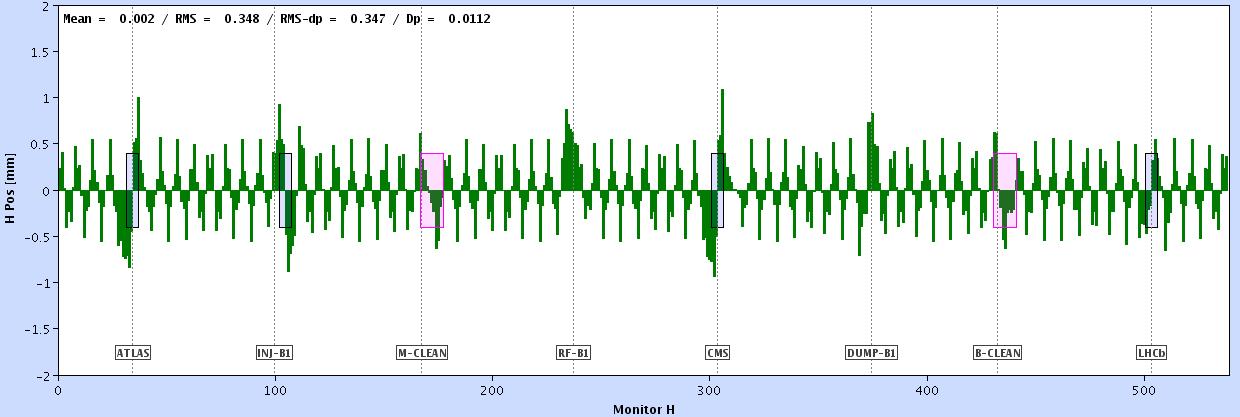 Mean =  0.002 / RMS =  0.348 / RMS-dp =  0.347 / Dp =  0.0112
2
1.5
1
0.5
0
-0.5
-1
-1.5
-2
H Pos [mm]
ATLAS INJ-B1 M-CLEAN RF-B1 CMS DUMP-B1 B-CLEAN LHCb
0 100 200 300 400 500
Monitor H